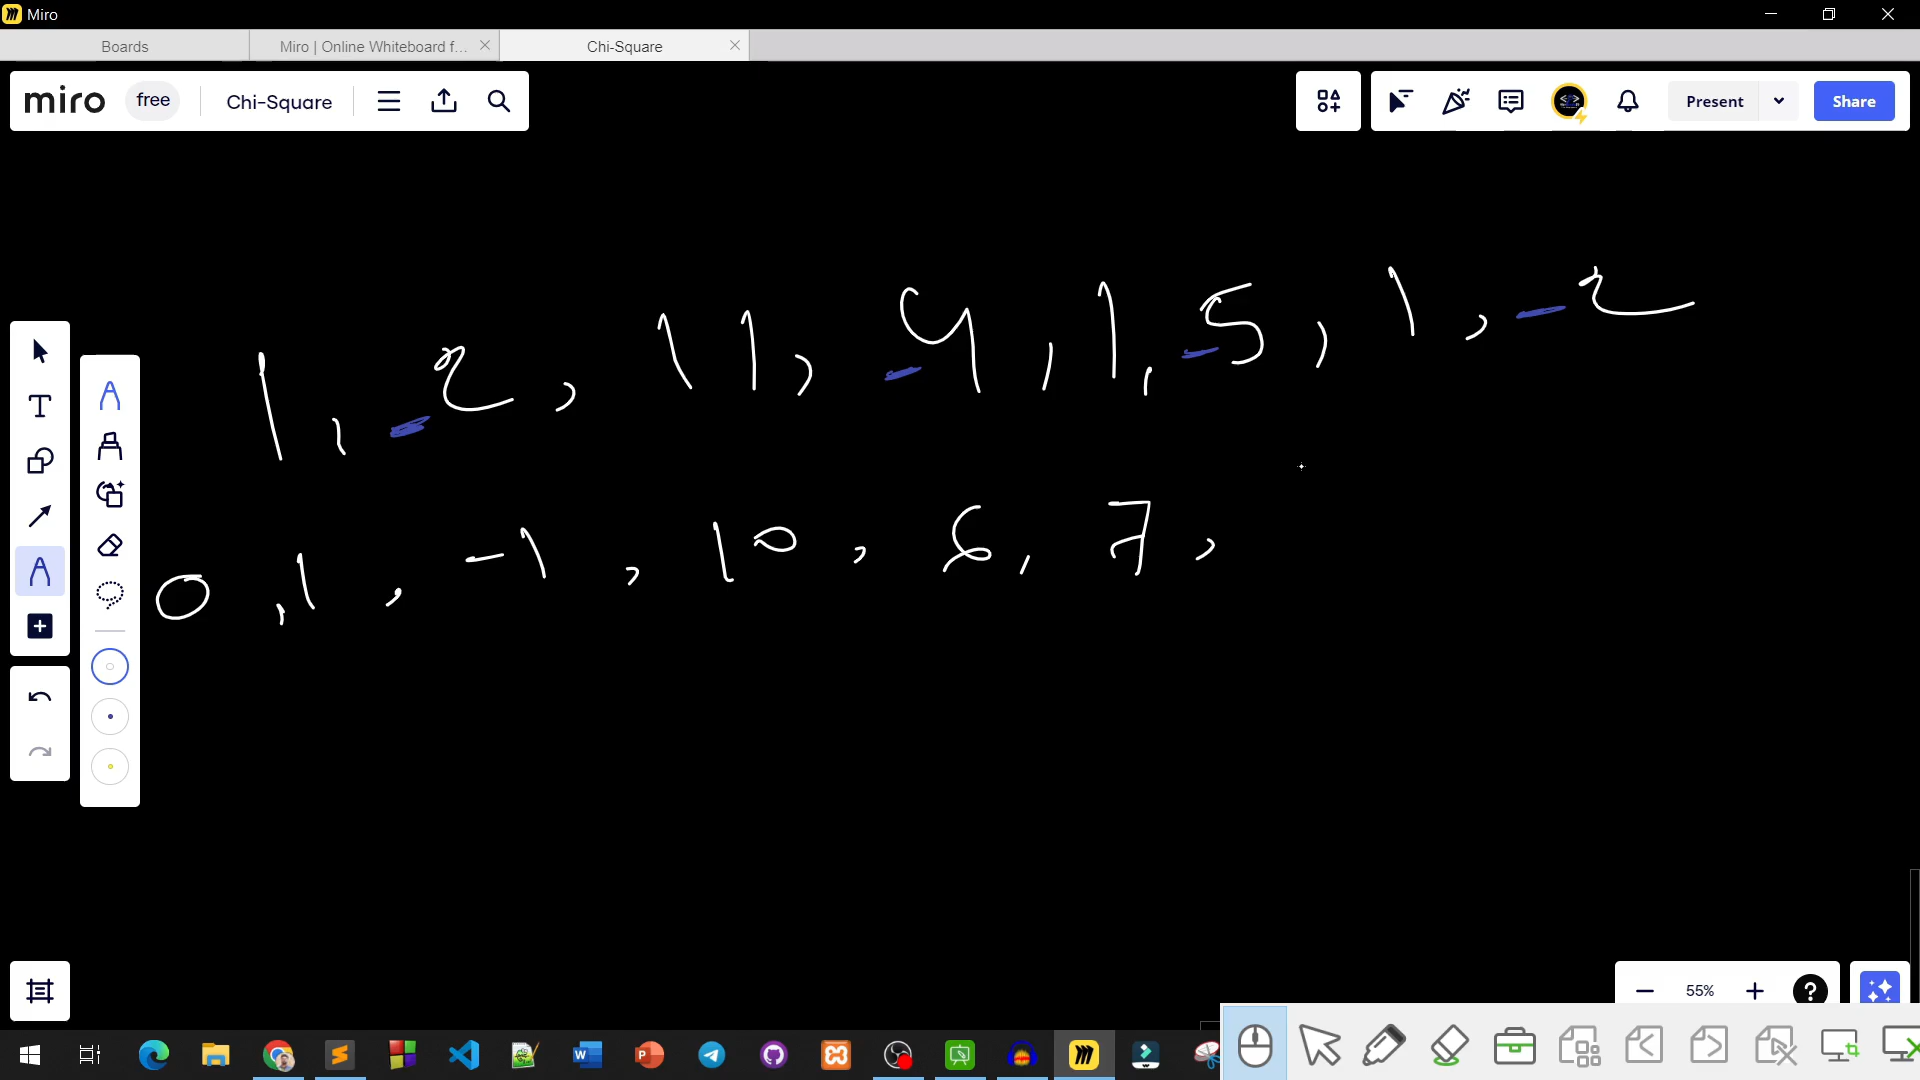 Miro
Boards
Miro | Online Whiteboard f...
Chi-Square
miro
free
Chi-Square
Present
Share
1, -2, 11, -4, 1, -5, 1, -2
0, 1, -1, 10, 6, 7,
55%